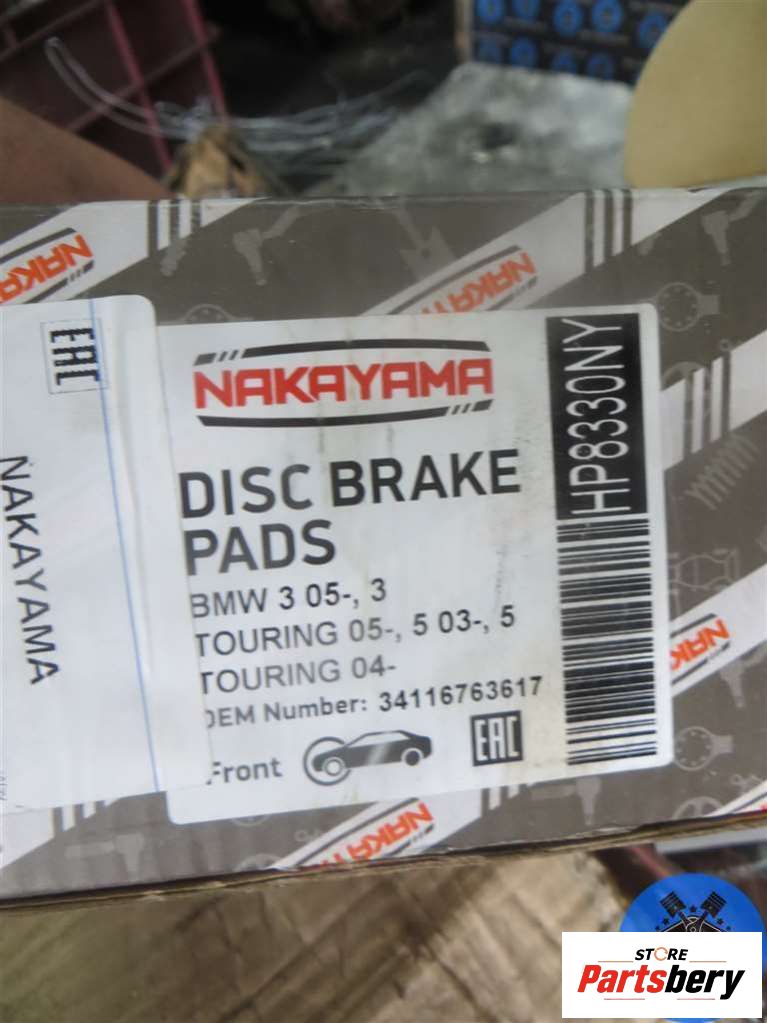 NAKAYAMA
NAKAYAMA
EAC
NAKAYAMA
NAKAYAMA
DISC BRAKE
PADS
BMW 3 05-, 3
TOURING 05-, 5 03-, 5
TOURING 04-
OEM Number: 34116763617
Front
EAC
HP8330NY
NAKAYAMA
NAKAYAMA
STORE
Partsbery